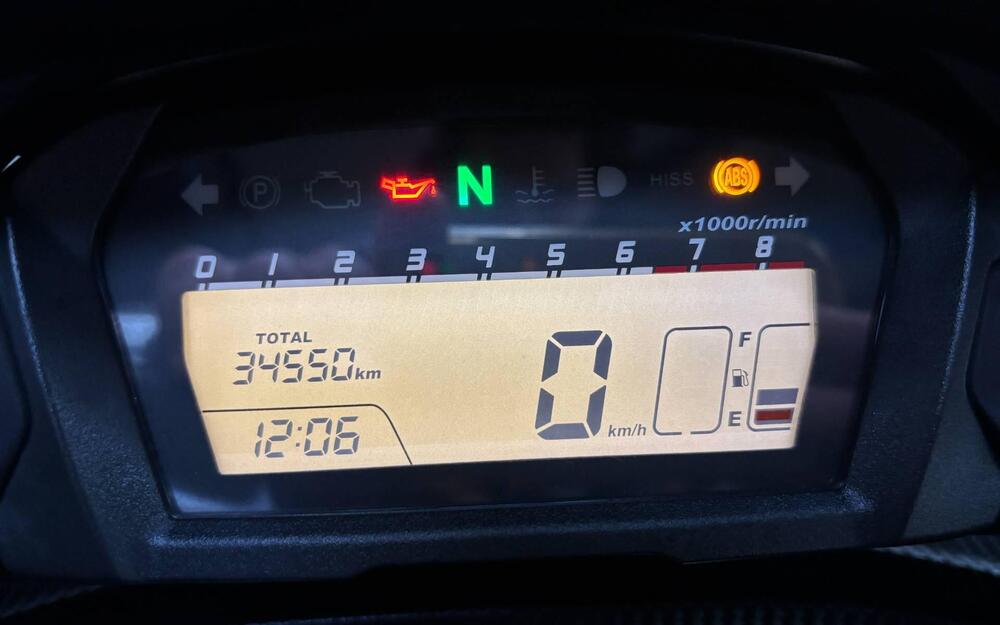 P N HISS ABS
x1000r/min
0 1 2 3 4 5 6 7 8
TOTAL
34550km
12:06
0 km/h
F
E